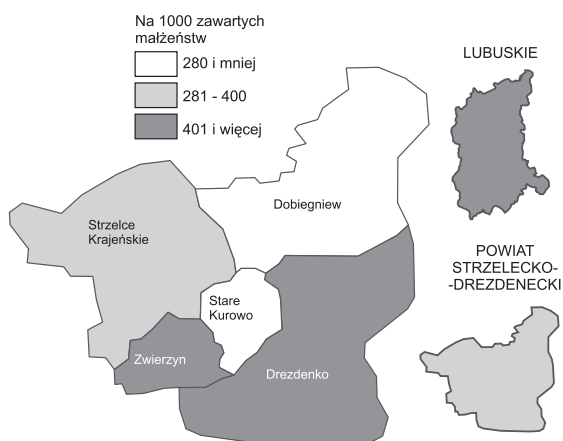 Na 1000 zawartych
małżeństw
280 i mniej
281 - 400
401 i więcej
LUBUSKIE
Dobiegniew
Strzelce
Krajeńskie
POWIAT
STRZELECKO-
-DREZDENECKI
Stare
Kurowo
Zwierzyn
Drezdenko